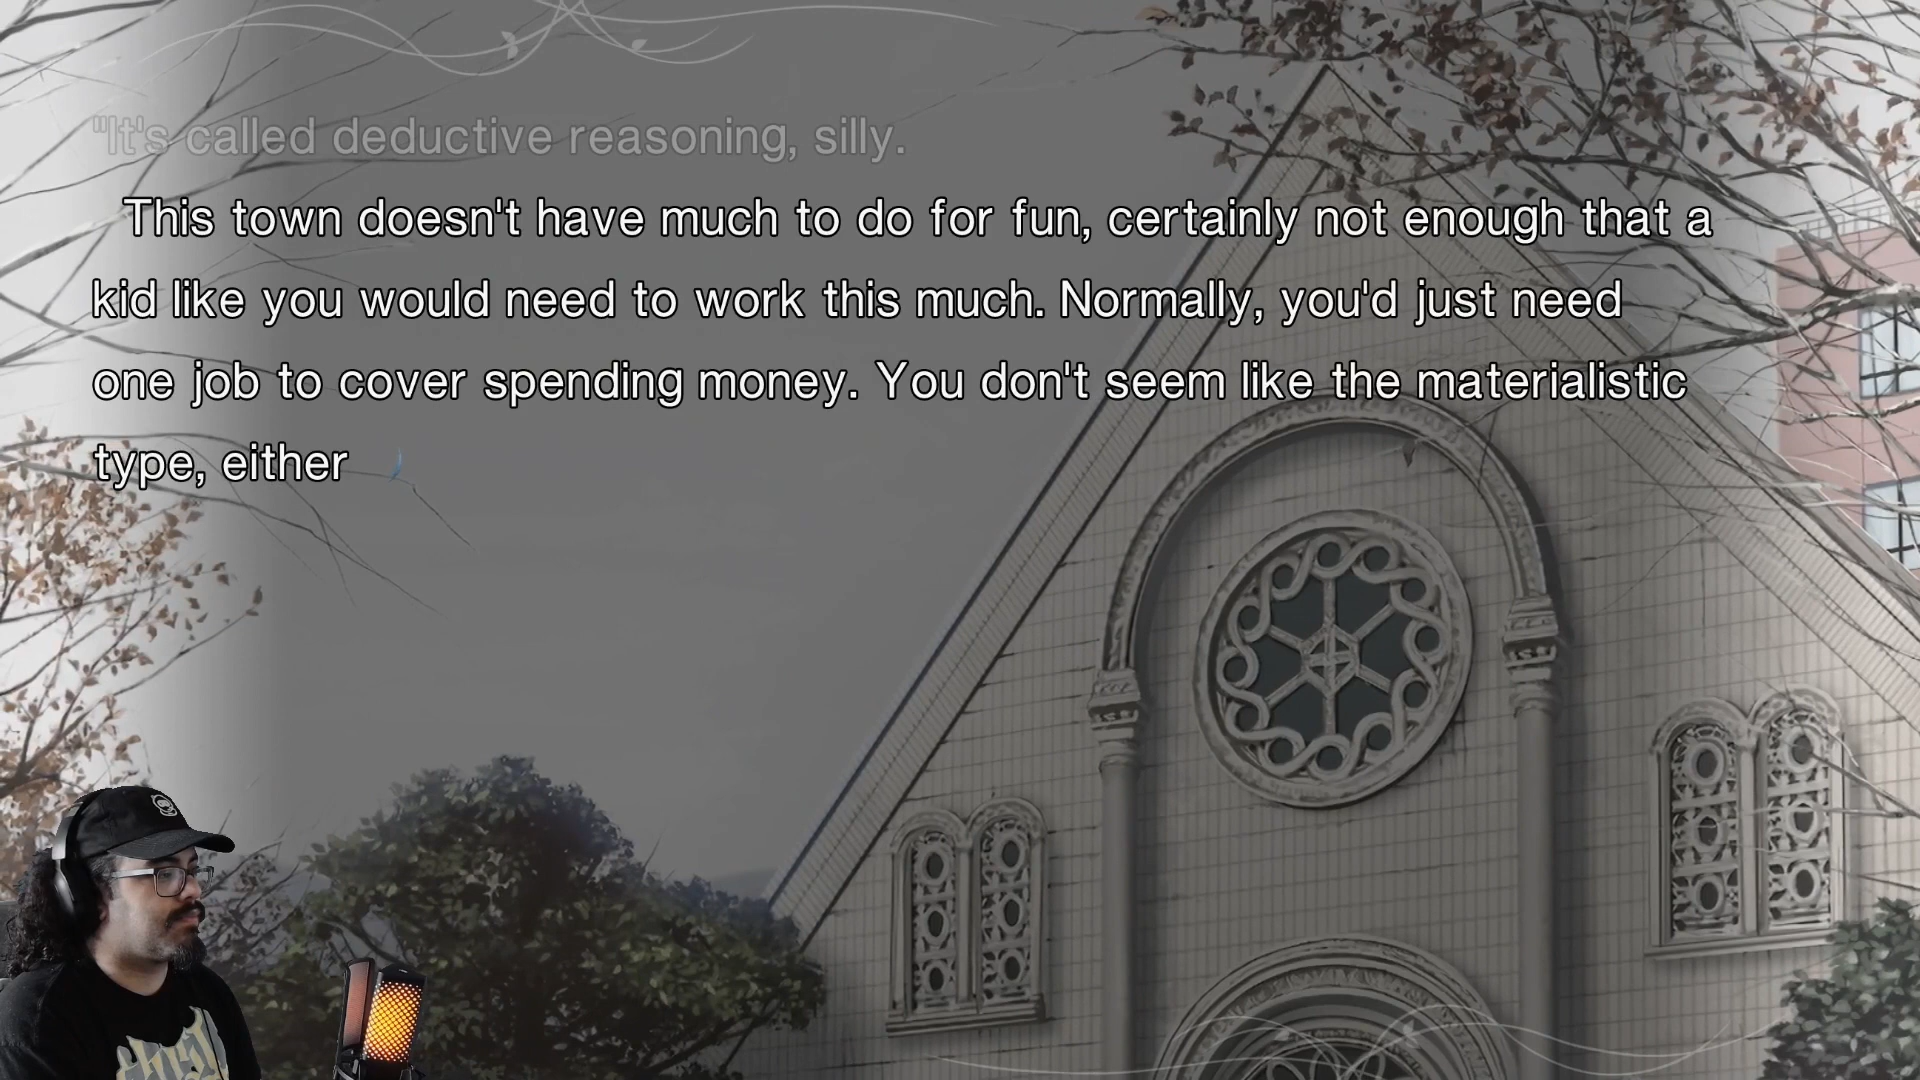 "It's called deductive reasoning, silly.
This town doesn't have much to do for fun, certainly not enough that a
kid like you would need to work this much. Normally, you'd just need
one job to cover spending money. You don't seem like the materialistic
type, either